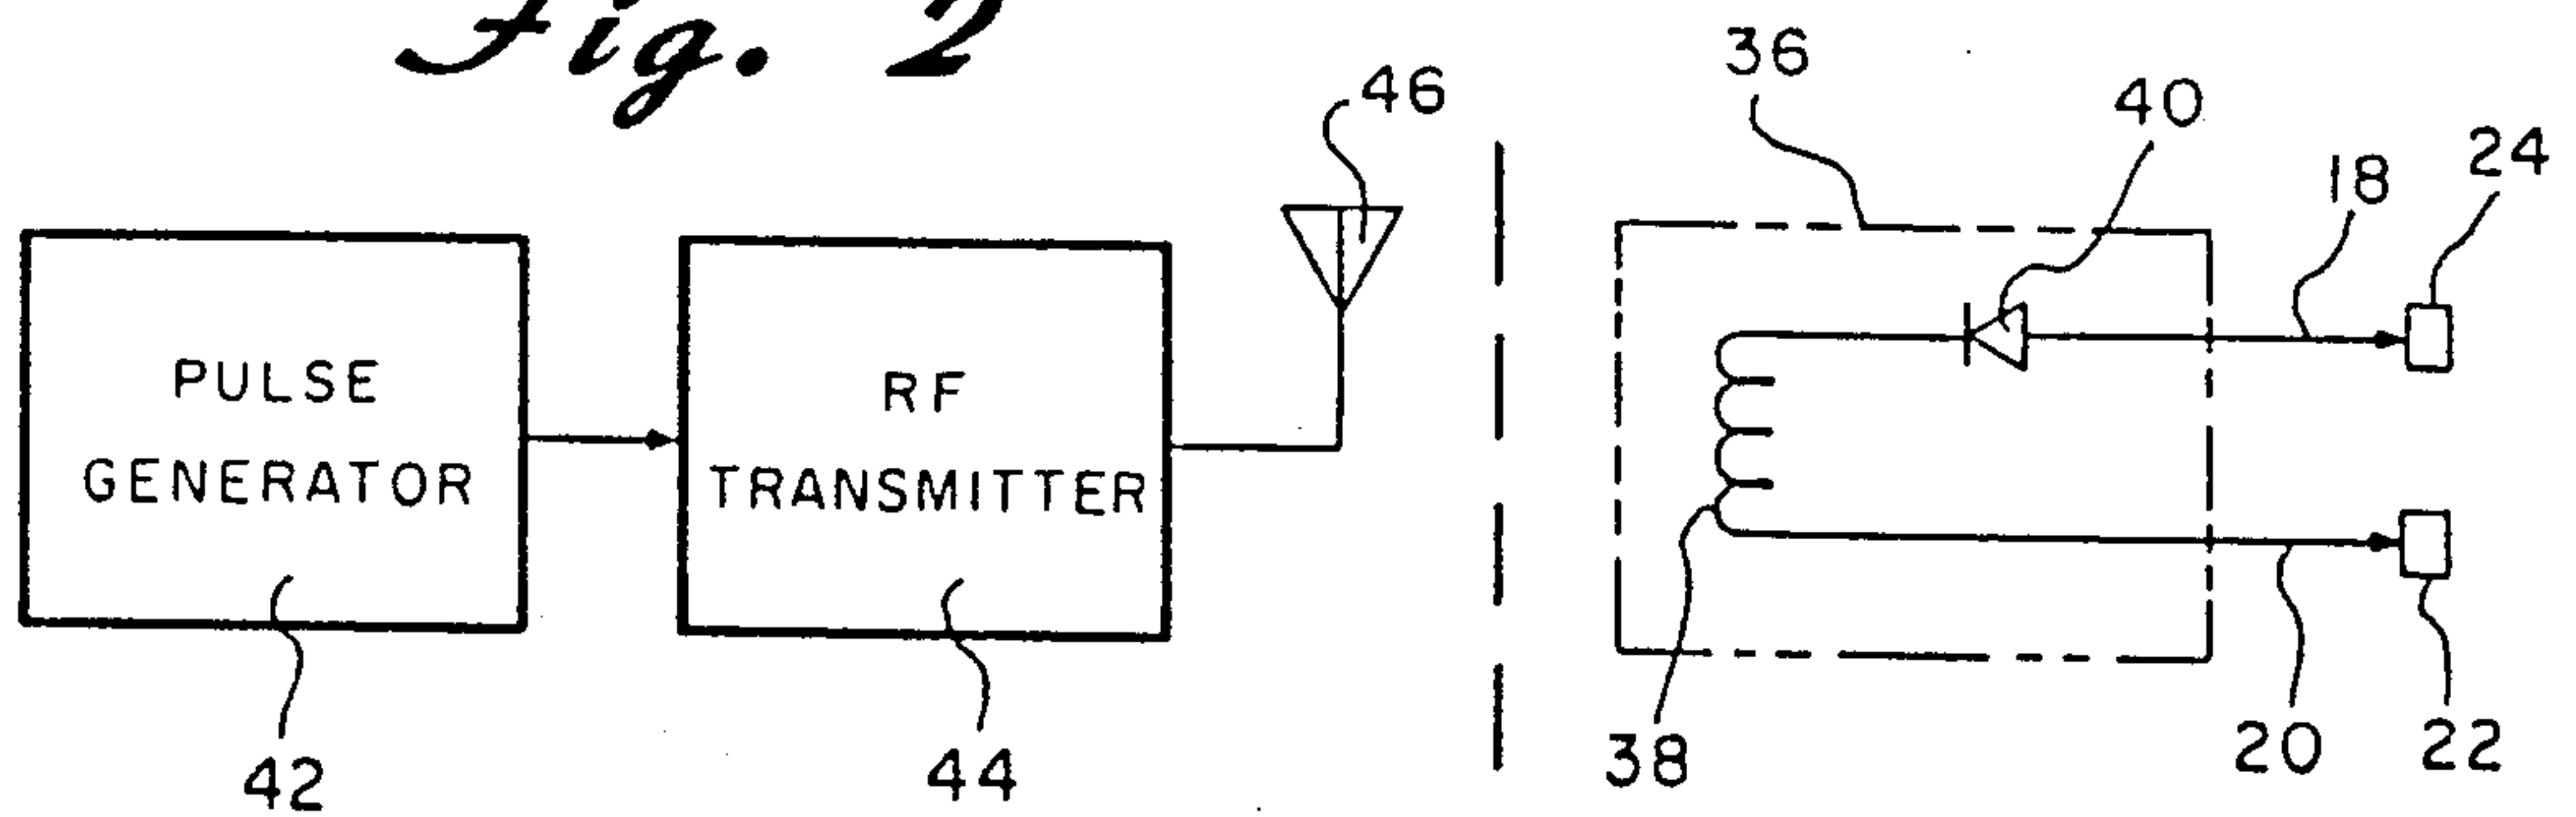 Fig. 2
46
36
40
18
24
PULSE
GENERATOR
RF
TRANSMITTER
42
44
38
20
22